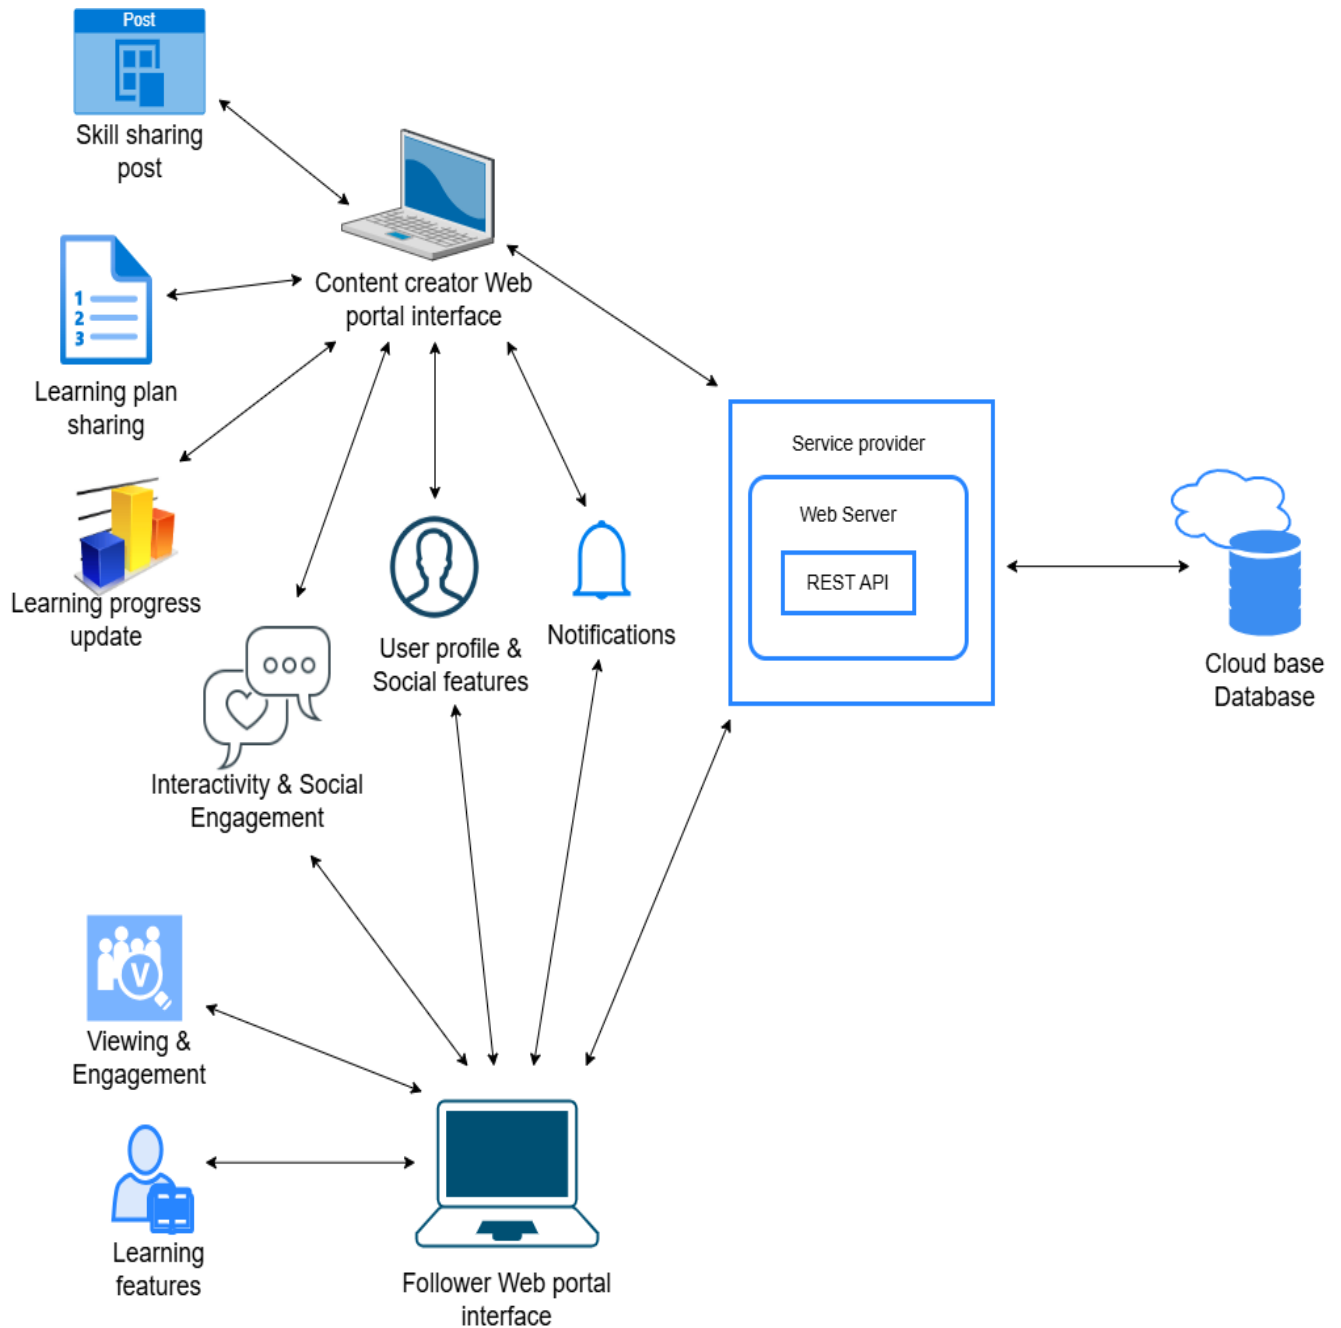 Post
Skill sharing
post
Content creator Web
portal interface
1
2
3
Learning plan
sharing
Service provider
Web Server
REST API
Learning progress
update
User profile &
Social features
Notifications
Cloud base
Database
Interactivity & Social
Engagement
V
Viewing &
Engagement
Learning
features
Follower Web portal
interface